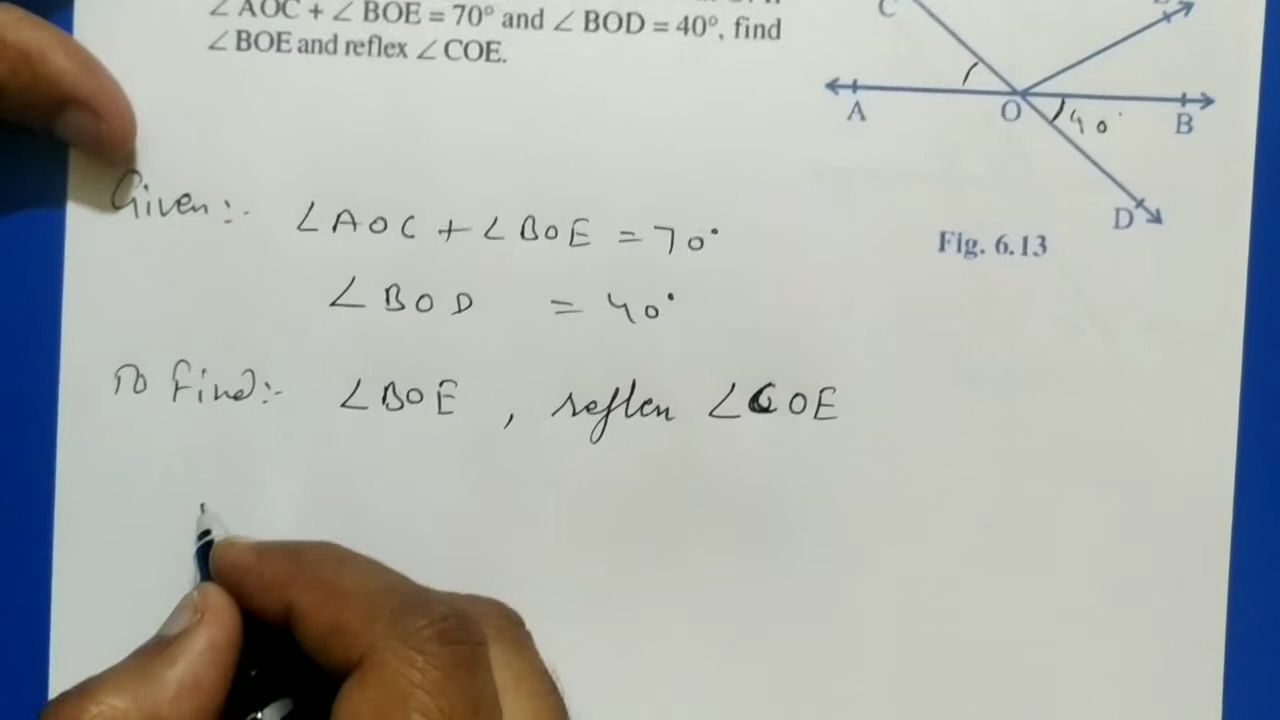 ∠ AOC + ∠ BOE = 70° and ∠ BOD = 40°, find
∠ BOE and reflex ∠ COE.
C
A
O
B
40°
D
Fig. 6.13
Given:- ∠AOC + ∠BOE = 70°
∠BOD = 40°
To find:- ∠BOE , reflex ∠COE